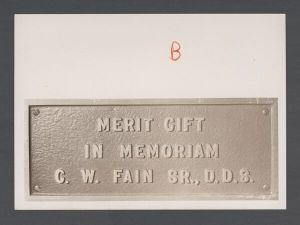 B
MERIT GIFT
IN MEMORIAM
C. W. FAIN SR., D.D.S.